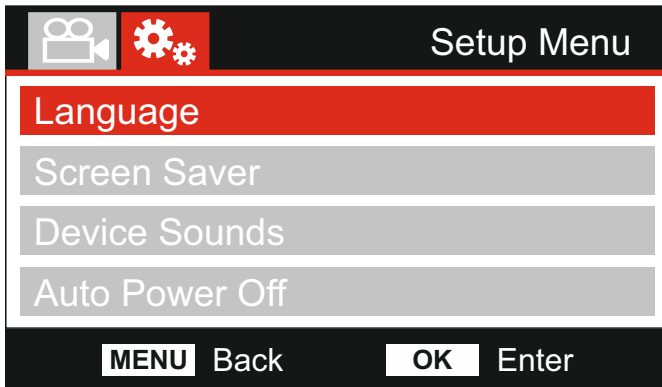 Setup Menu
Language
Screen Saver
Device Sounds
Auto Power Off
MENU Back OK Enter